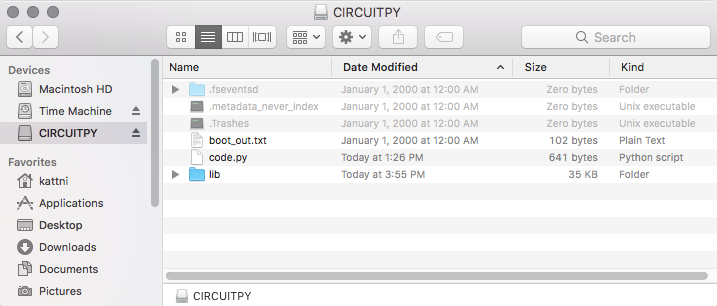 CIRCUITPY
Search
Name Date Modified Size Kind
.fseventsd January 1, 2000 at 12:00 AM Zero bytes Folder
.metadata_never_index January 1, 2000 at 12:00 AM Zero bytes Unix executable
.Trashes January 1, 2000 at 12:00 AM Zero bytes Unix executable
boot_out.txt January 1, 2000 at 12:00 AM 102 bytes Plain Text
code.py Today at 1:26 PM 641 bytes Python script
lib Today at 3:55 PM 35 KB Folder
Devices
Macintosh HD
Time Machine
CIRCUITPY
Favorites
kattni
Applications
Desktop
Downloads
Documents
Pictures
CIRCUITPY